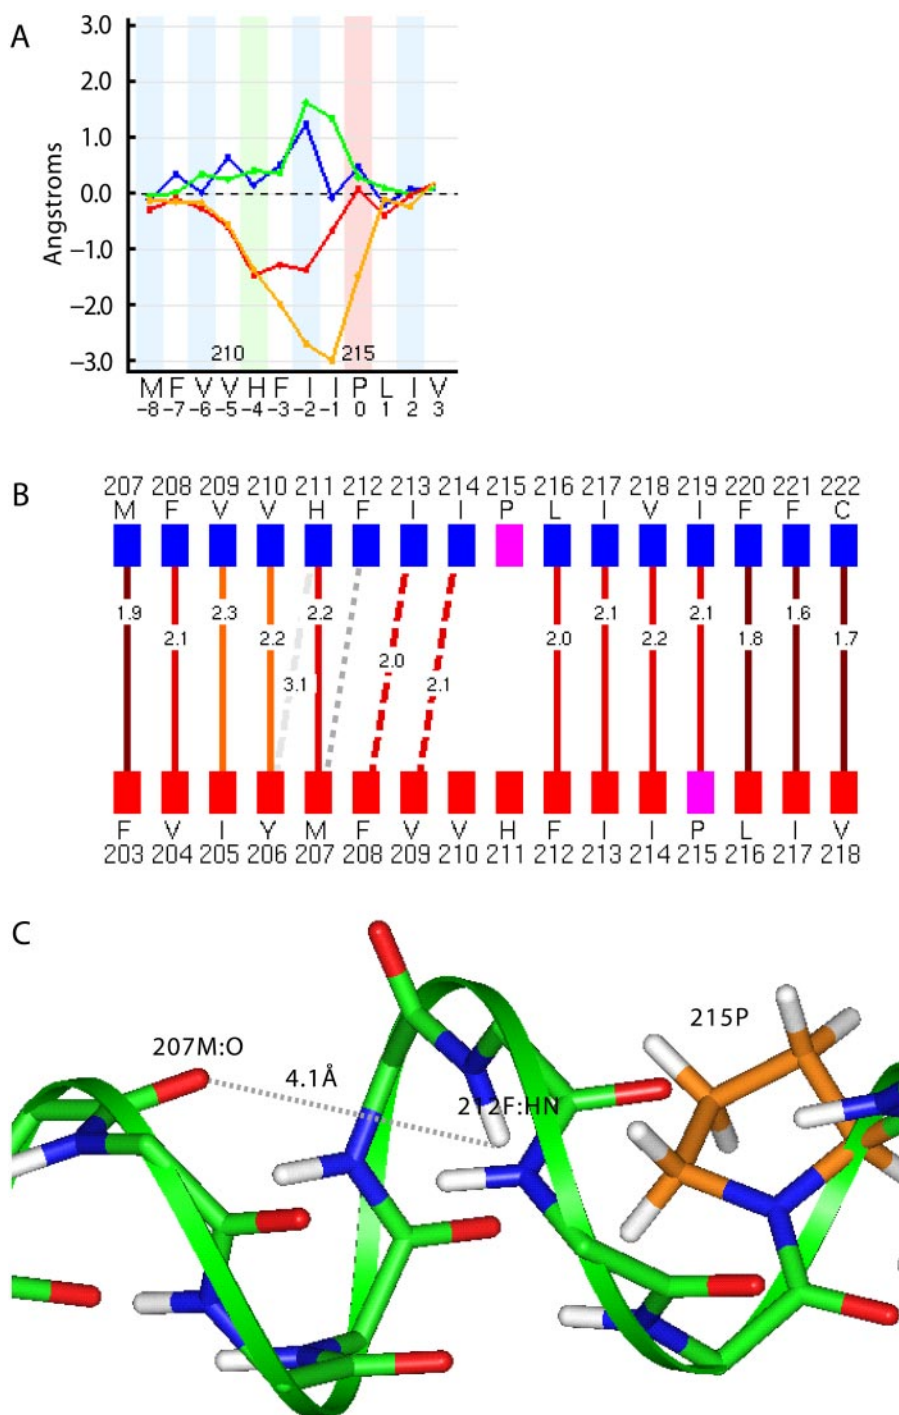 A
3.0
2.0
1.0
0.0
−1.0
−2.0
−3.0
Angstroms
210 215
M F V V H F I I P L I V
-8 -7 -6 -5 -4 -3 -2 -1 0 1 2 3
B
207 208 209 210 211 212 213 214 215 216 217 218 219 220 221 222
M F V V H F I I P L I V I F F C
1.9 2.3 2.2 2.1 2.1 1.6
2.1 2.2 2.0 2.0 2.2 1.8 1.7
3.1 2.1
F V I Y M F V V H F I I P L I V
203 204 205 206 207 208 209 210 211 212 213 214 215 216 217 218
C
215P
207M:O
4.1Å
212F:HN